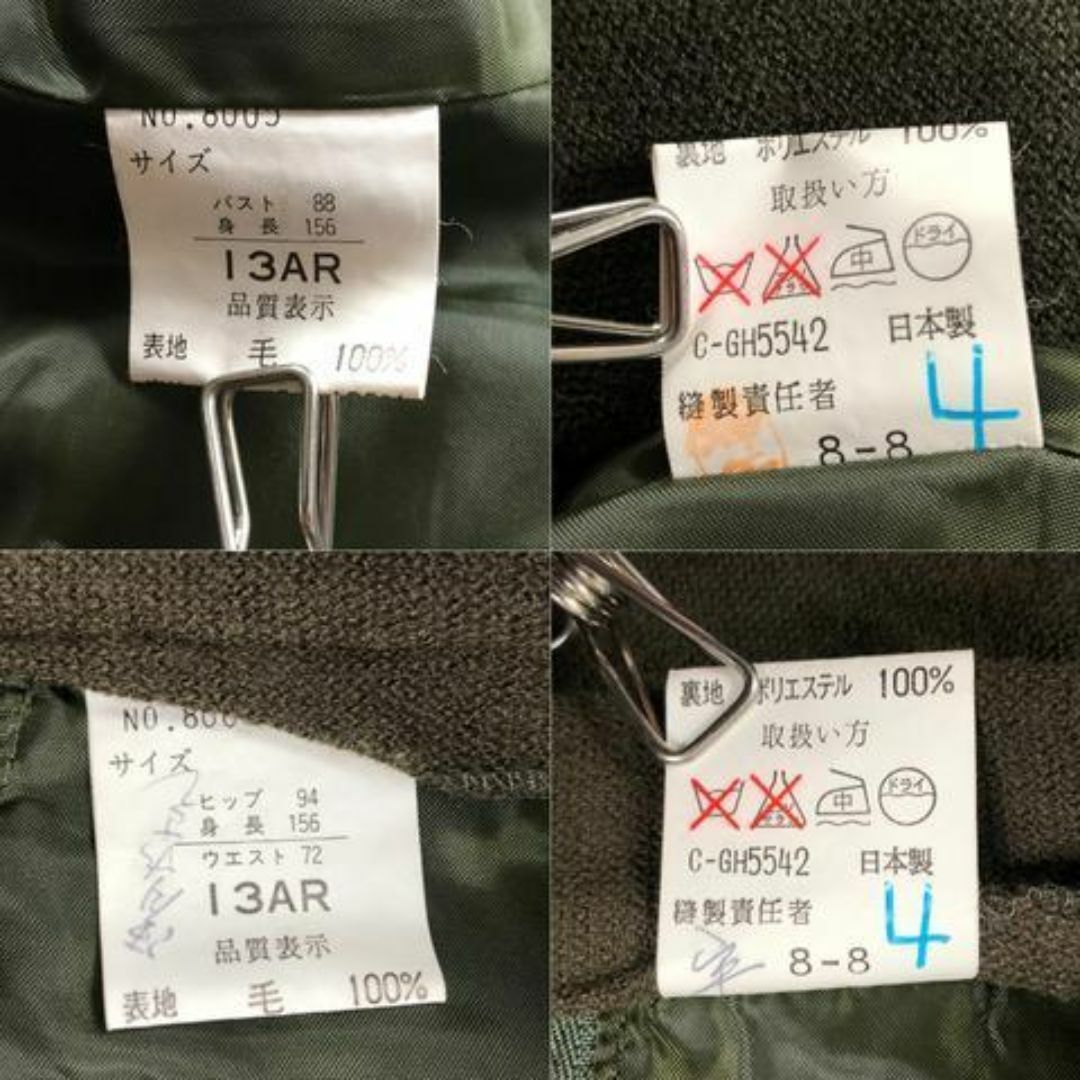 NO.8005
サイズ
バスト 88
身長 156
13AR
品質表示
表地 毛 100%
裏地 ポリエステル 100%
取扱い方
中 ドライ
C-GH5542 日本製
4
縫製責任者
8-8
NO.800
サイズ
ヒップ 94
身長 156
ウエスト 72
13AR
品質表示
表地 毛 100%
裏地 ポリエステル 100%
取扱い方
中 ドライ
C-GH5542 日本製
縫製責任者
4
8-8